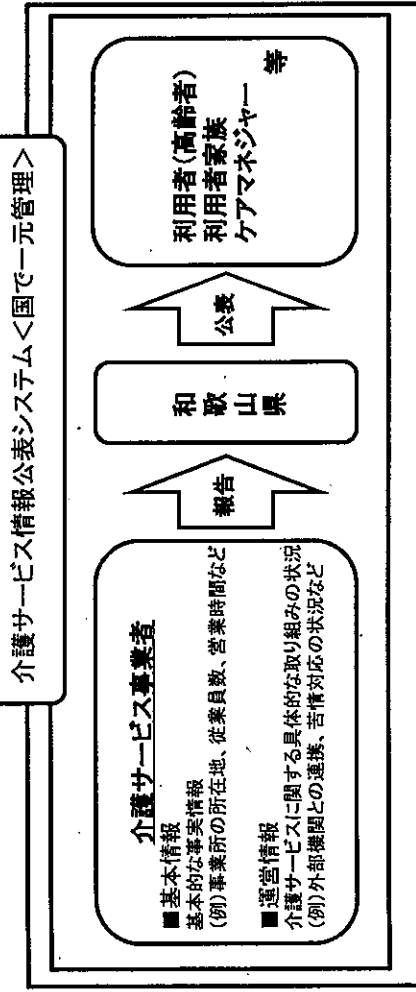 介護サービス情報公表システム＜国で一元管理＞
介護サービス事業者
■基本情報
基本的な事実情報
(例)事業所の所在地、従業員数、営業時間など
■運営情報
介護サービスに関する具体的な取り組みの状況
(例)外部機関との連携、苦情対応の状況など
報告
和歌山県
公表
利用者(高齢者)
利用者家族
ケアマネジャー
等